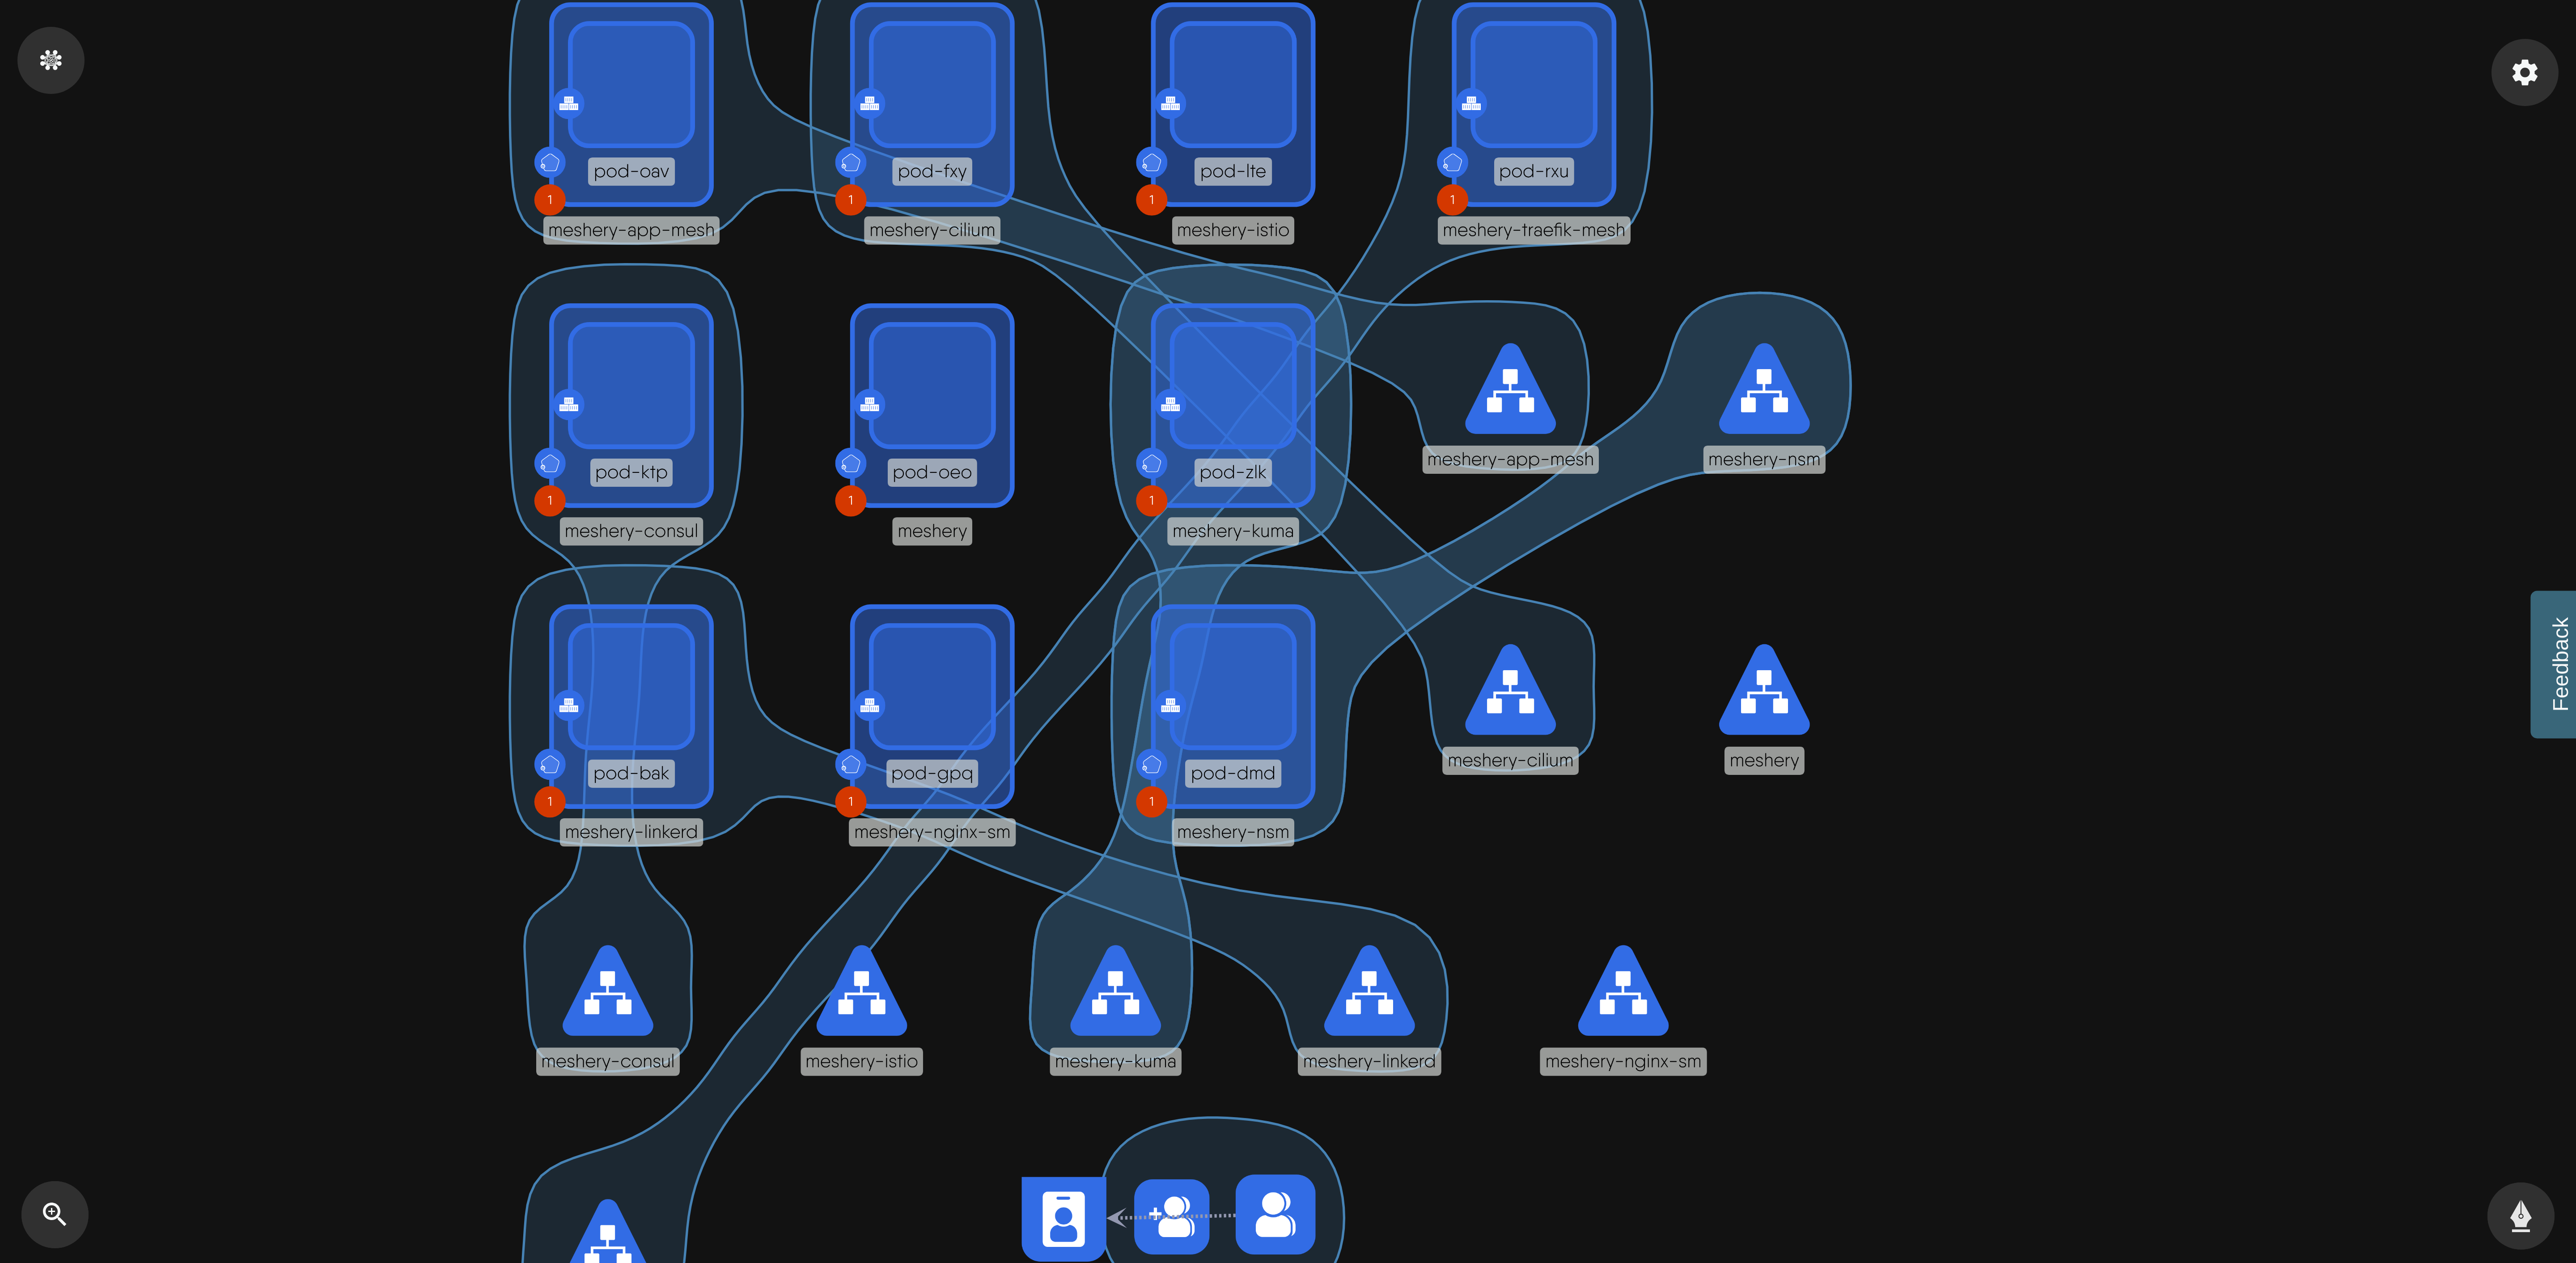 pod-oav
pod-fxy
pod-lte
pod-rxu
1
1
1
1
meshery-app-mesh
meshery-cilium
meshery-istio
meshery-traefik-mesh
pod-ktp
pod-oeo
pod-zlk
meshery-app-mesh
meshery-nsm
1
1
1
meshery-consul
meshery
meshery-kuma
Feedback
pod-bak
pod-gpq
pod-dmd
meshery-cilium
meshery
1
1
1
meshery-linkerd
meshery-nginx-sm
meshery-nsm
meshery-consul
meshery-istio
meshery-kuma
meshery-linkerd
meshery-nginx-sm